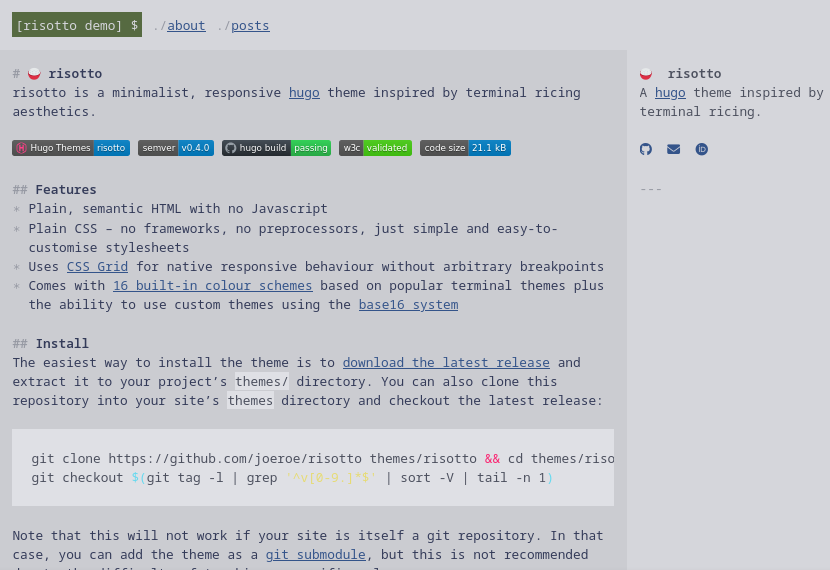 [risotto demo] $ ./about ./posts
# risotto
risotto is a minimalist, responsive hugo theme inspired by terminal ricing
aesthetics.
Hugo Themes risotto semver v0.4.0 hugo build passing w3c validated code size 21.1 kB
## Features
* Plain, semantic HTML with no Javascript
* Plain CSS – no frameworks, no preprocessors, just simple and easy-to-
customise stylesheets
* Uses CSS Grid for native responsive behaviour without arbitrary breakpoints
* Comes with 16 built-in colour schemes based on popular terminal themes plus
the ability to use custom themes using the base16 system
## Install
The easiest way to install the theme is to download the latest release and
extract it to your project’s themes/ directory. You can also clone this
repository into your site’s themes directory and checkout the latest release:
git clone https://github.com/joeroe/risotto themes/risotto && cd themes/riso
git checkout $(git tag -l | grep '^v[0-9.]*$' | sort -V | tail -n 1)
Note that this will not work if your site is itself a git repository. In that
case, you can add the theme as a git submodule, but this is not recommended
risotto
A hugo theme inspired by
terminal ricing.
---